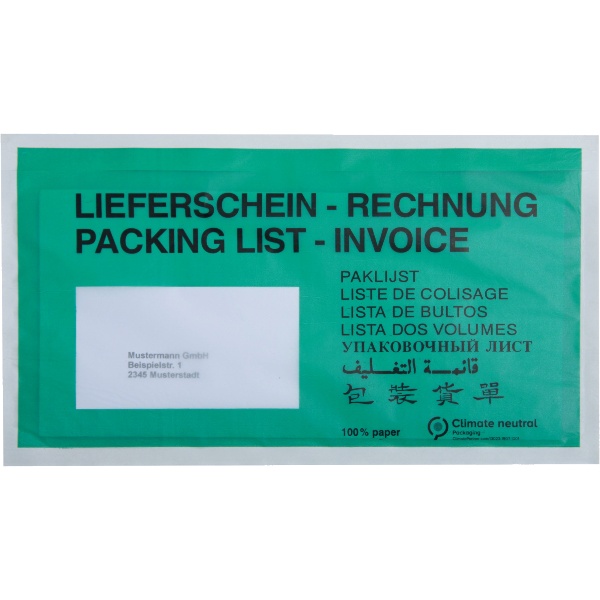 LIEFERSCHEIN - RECHNUNG
PACKING LIST - INVOICE
PAKLIJST
LISTE DE COLISAGE
LISTA DE BULTOS
LISTA DOS VOLUMES
УПАКОВОЧНЫЙ ЛИСТ
قائمة التغليف
包裝貨單
Mustermann GmbH
Beispielstr. 1
2345 Musterstadt
100% paper
Climate neutral
Packaging